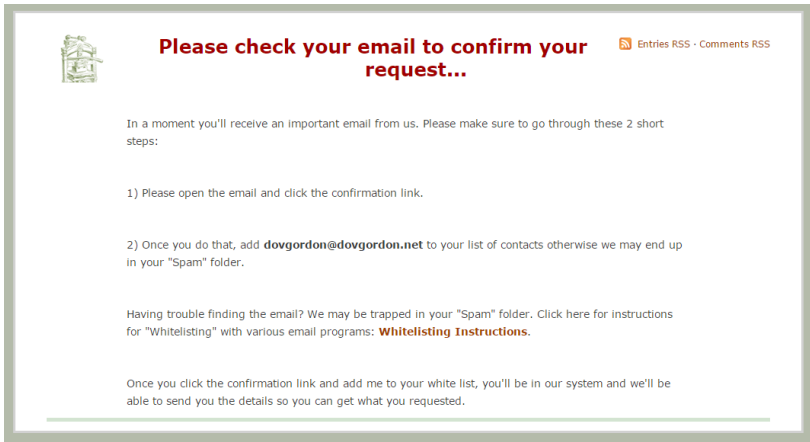 Please check your email to confirm your
request...
Entries RSS · Comments RSS
In a moment you'll receive an important email from us. Please make sure to go through these 2 short
steps:
1) Please open the email and click the confirmation link.
2) Once you do that, add dovgordon@dovgordon.net to your list of contacts otherwise we may end up
in your "Spam" folder.
Having trouble finding the email? We may be trapped in your "Spam" folder. Click here for instructions
for "Whitelisting" with various email programs: Whitelisting Instructions.
Once you click the confirmation link and add me to your white list, you'll be in our system and we'll be
able to send you the details so you can get what you requested.